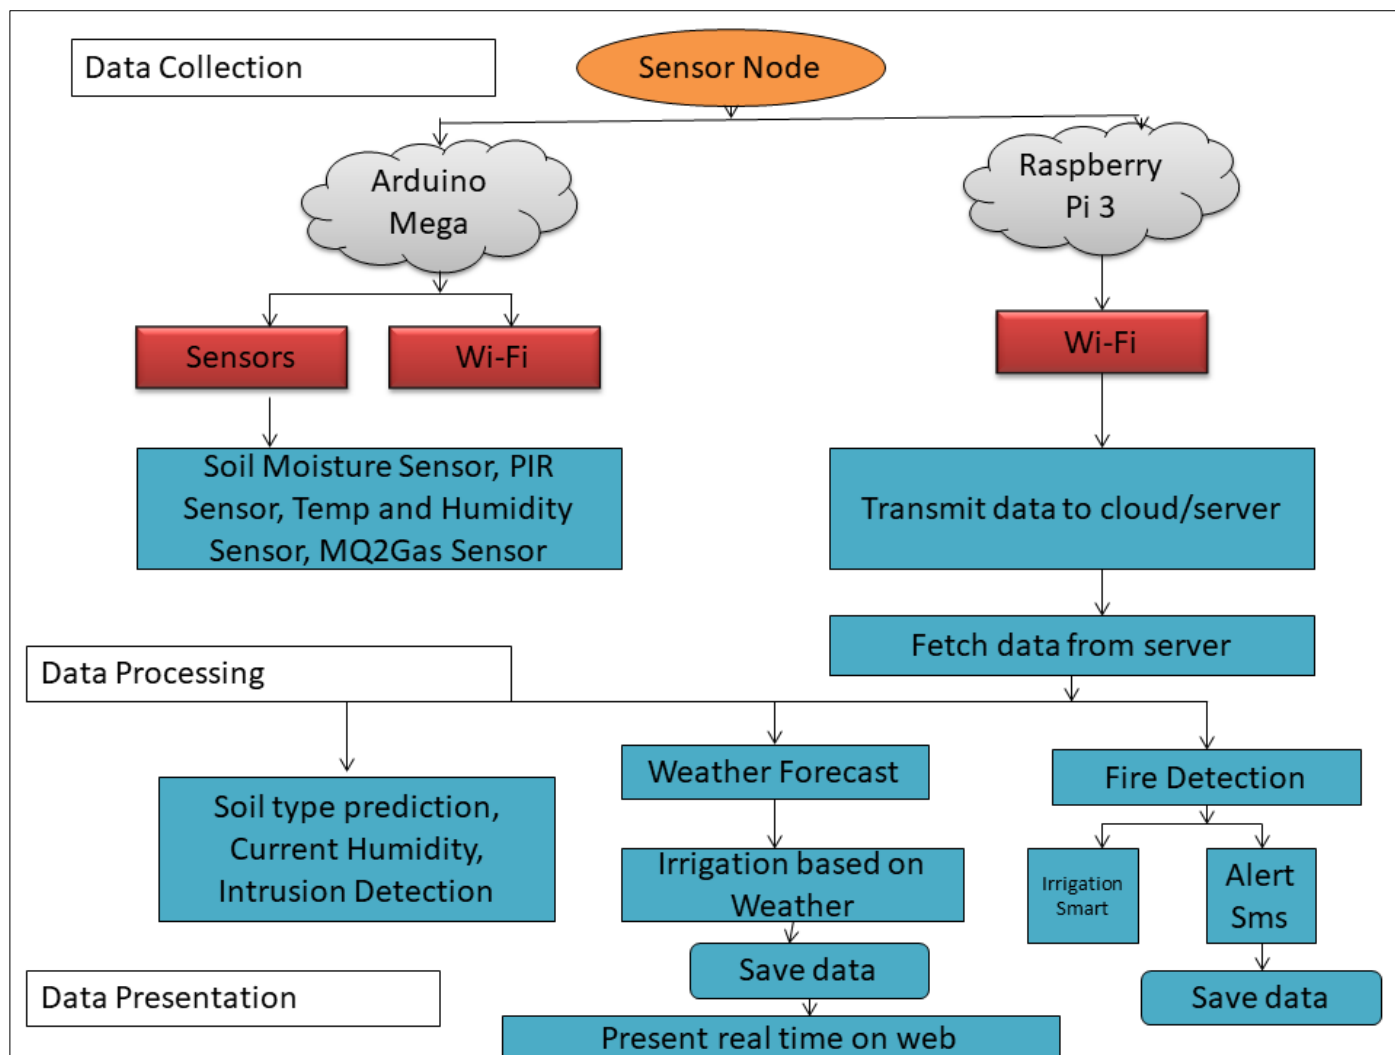 Data Collection
Sensor Node
Arduino
Mega
Raspberry
Pi 3
Sensors
Wi-Fi
Wi-Fi
Soil Moisture Sensor, PIR
Sensor, Temp and Humidity
Sensor, MQ2Gas Sensor
Transmit data to cloud/server
Fetch data from server
Data Processing
Soil type prediction,
Current Humidity,
Intrusion Detection
Weather Forecast
Fire Detection
Irrigation based on
Weather
Irrigation
Smart
Alert
Sms
Save data
Save data
Data Presentation
Present real time on web